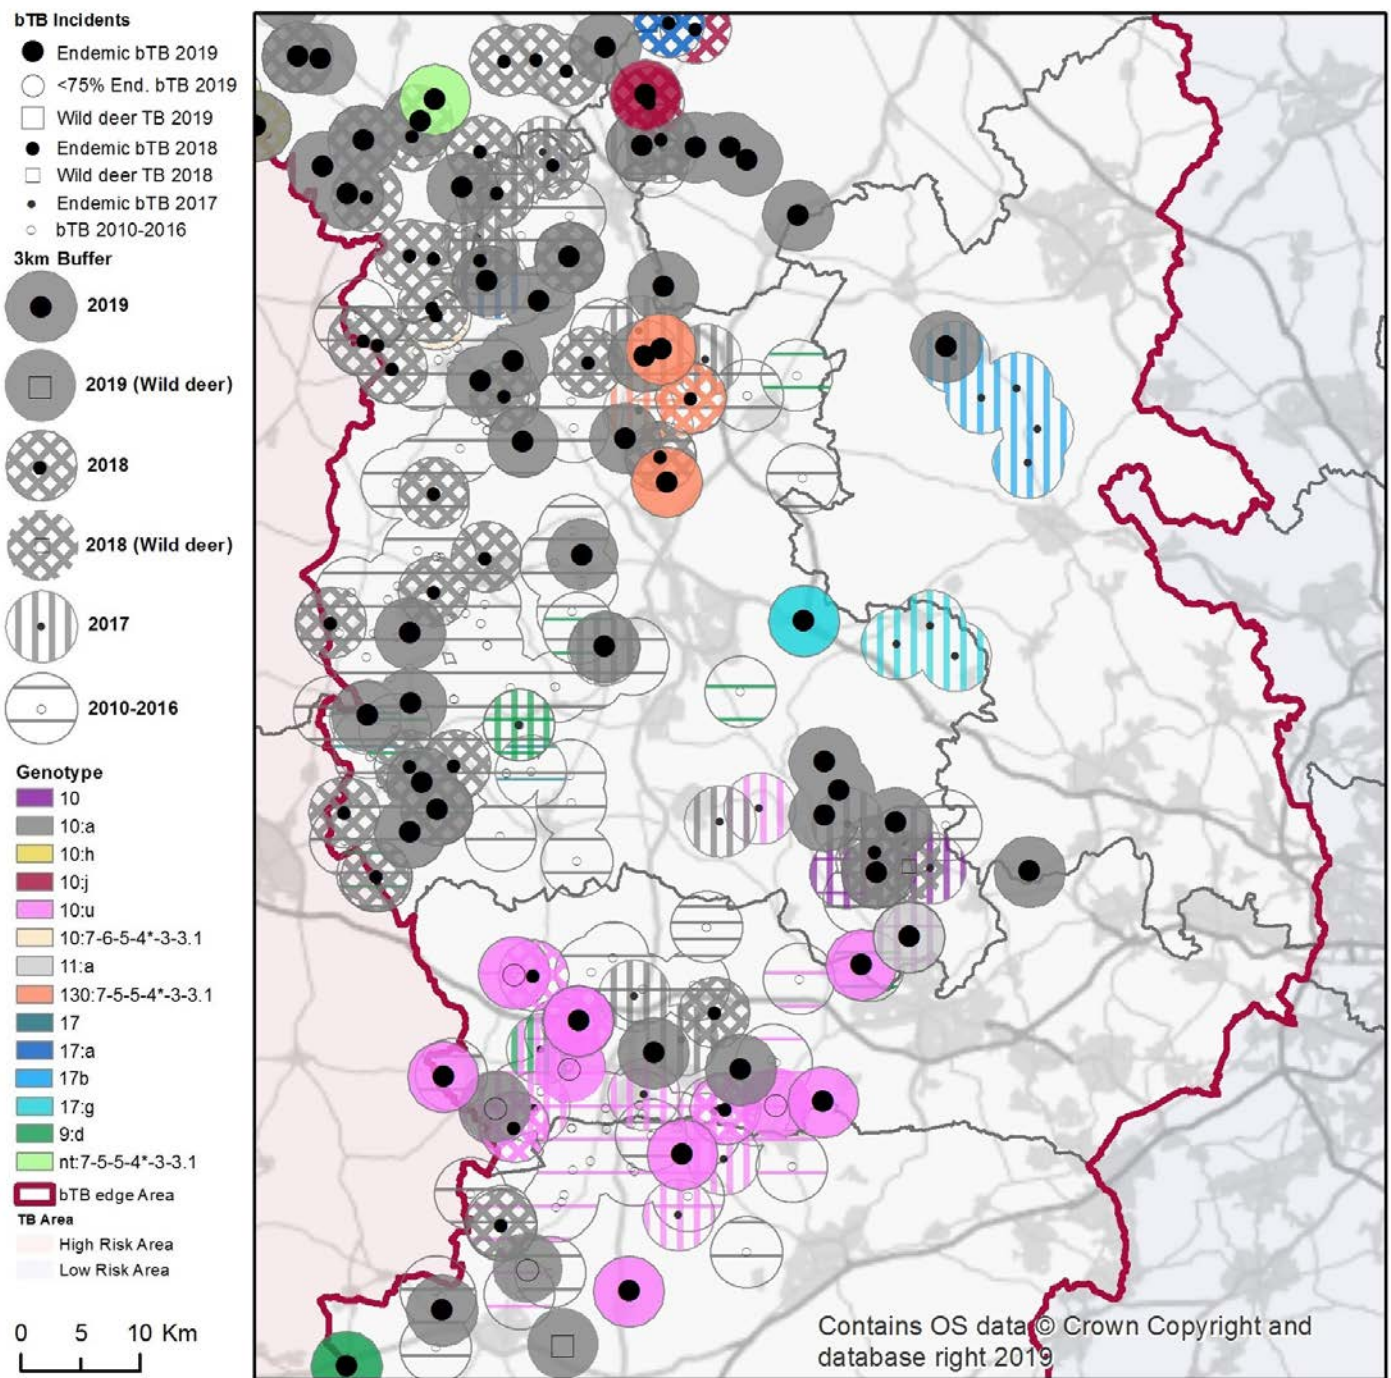 bTB Incidents
Endemic bTB 2019
<75% End. bTB 2019
Wild deer TB 2019
Endemic bTB 2018
Wild deer TB 2018
Endemic bTB 2017
bTB 2010-2016
3km Buffer
2019
2019 (Wild deer)
2018
2018 (Wild deer)
2017
2010-2016
Genotype
10
10:a
10:h
10:j
10:u
10:7-6-5-4*-3-3.1
11:a
130:7-5-5-4*-3-3.1
17
17:a
17b
17:g
9:d
nt:7-5-5-4*-3-3.1
bTB edge Area
TB Area
High Risk Area
Low Risk Area
0 5 10 Km
Contains OS data © Crown Copyright and
database right 2019